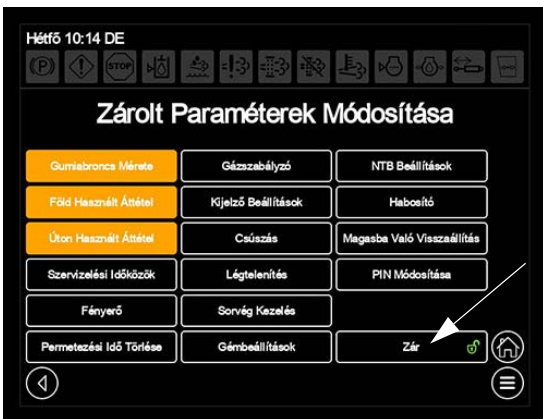 Hétfő 10:14 DE
(P)
STOP
Zárolt Paraméterek Módosítása
Gumiabroncs Mérete
Gázszabályzó
NTB Beállítások
Föld Használt Áttétel
Kijelző Beállítások
Habosító
Úton Használt Áttétel
Csúszás
Magasba Való Visszaállítás
Szervizelési Időközök
Légtelenítés
PIN Módosítása
Fényerő
Sorvég Kezelés
Permetezési Idő Törlése
Gémbeállítások
Zár